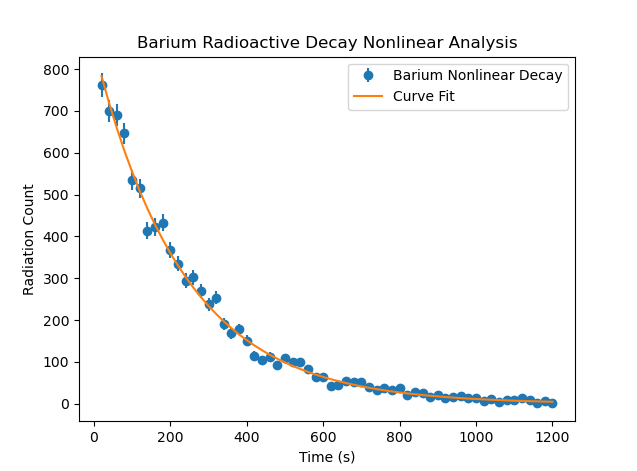 Barium Radioactive Decay Nonlinear Analysis
Barium Nonlinear Decay
Curve Fit
Radiation Count
800
700
600
500
400
300
200
100
0
0 200 400 600 800 1000 1200
Time (s)